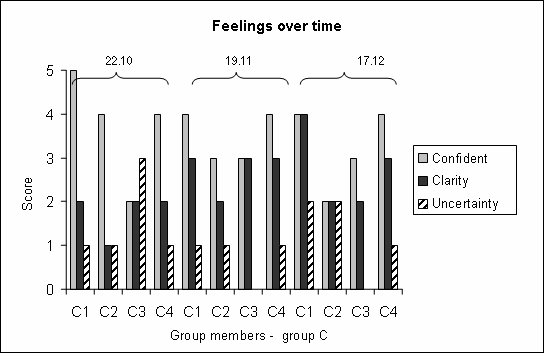 Feelings over time
22.10 19.11 17.12
5
4
3
2
1
0
Score
C1 C2 C3 C4 C1 C2 C3 C4 C1 C2 C3 C4
Group members - group C
Confident
Clarity
Uncertainty